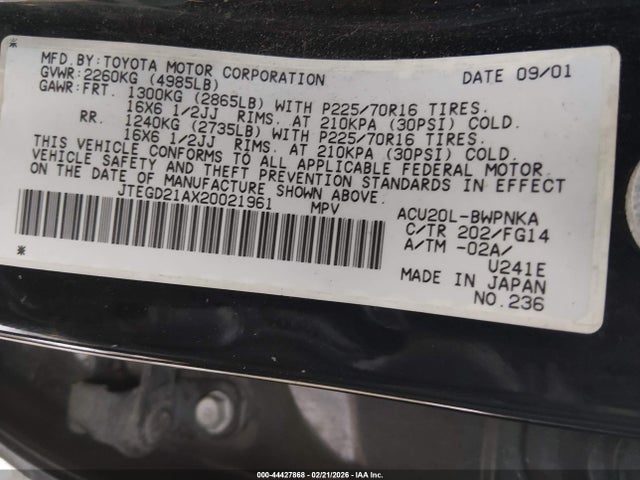 MFD.BY:TOYOTA MOTOR CORPORATION DATE 09/01
GVWR:2260KG (4985LB)
GAWR:FRT. 1300KG (2865LB) WITH P225/70R16 TIRES.
16X6 1/2JJ RIMS. AT 210KPA (30PSI) COLD.
RR. 1240KG (2735LB) WITH P225/70R16 TIRES.
16X6 1/2JJ RIMS. AT 210KPA (30PSI) COLD.
THIS VEHICLE CONFORMS TO ALL APPLICABLE FEDERAL MOTOR
VEHICLE SAFETY AND THEFT PREVENTION STANDARDS IN EFFECT
ON THE DATE OF MANUFACTURE SHOWN ABOVE.
JTEGD21AX20021961 MPV
ACU20L-BWPNKA
C/TR 202/FG14
A/TM -02A/
U241E
MADE IN JAPAN
NO.236
000-44427868 - 02/21/2026 - IAA Inc.